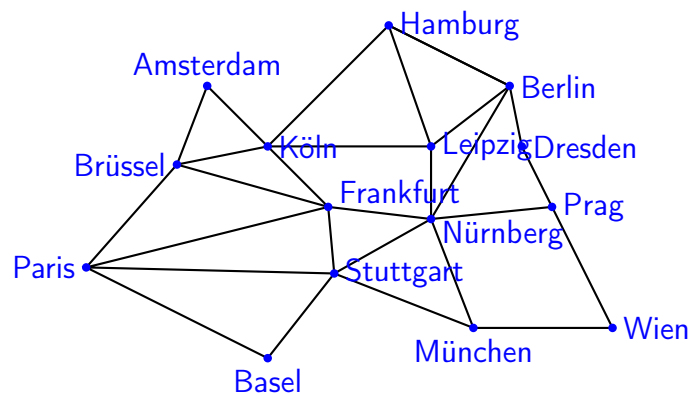 Hamburg
Amsterdam
Berlin
Köln
Leipzig
Dresden
Brüssel
Frankfurt
Prag
Nürnberg
Paris
Stuttgart
Wien
München
Basel